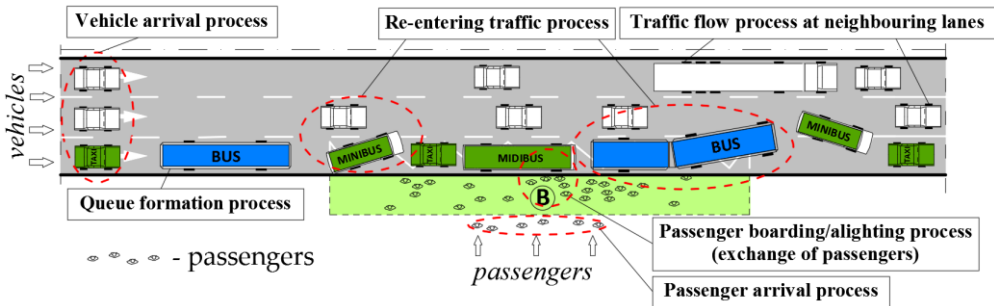 Vehicle arrival process
Re-entering traffic process
Traffic flow process at neighbouring lanes
vehicles
TAXI
BUS
MINIBUS
TAXI
MIDIBUS
BUS
MINIBUS
TAXI
Queue formation process
B
Passenger boarding/alighting process
(exchange of passengers)
- passengers
passengers
Passenger arrival process